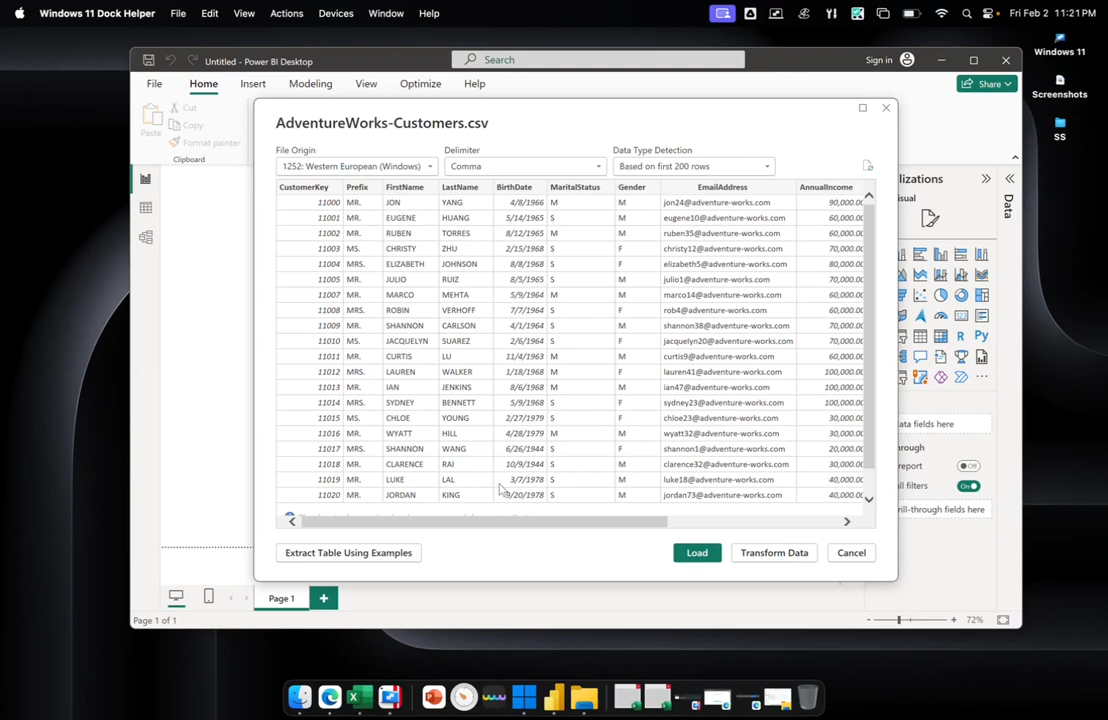 Windows 11 Dock Helper File Edit View Actions Devices Window Help Fri Feb 2 11:21 PM
Windows 11
Screenshots
SS
Untitled - Power BI Desktop Search Sign in
File Home Insert Modeling View Optimize Help Share
Paste
Cut
Copy
Format painter
Clipboard
AdventureWorks-Customers.csv
File Origin Delimiter Data Type Detection
1252: Western European (Windows) Comma Based on first 200 rows
CustomerKey Prefix FirstName LastName BirthDate MaritalStatus Gender EmailAddress AnnualIncome
11000 MR. JON YANG 4/8/1966 M M jon24@adventure-works.com 90,000.00
11001 MR. EUGENE HUANG 5/14/1965 S M eugene10@adventure-works.com 60,000.00
11002 MR. RUBEN TORRES 8/12/1965 M M ruben35@adventure-works.com 60,000.00
11003 MS. CHRISTY ZHU 2/15/1968 S F christy12@adventure-works.com 70,000.00
11004 MRS. ELIZABETH JOHNSON 8/8/1968 S F elizabeth5@adventure-works.com 80,000.00
11005 MR. JULIO RUIZ 8/5/1965 S M julio1@adventure-works.com 70,000.00
11007 MR. MARCO MEHTA 5/9/1964 M M marco14@adventure-works.com 60,000.00
11008 MRS. ROBIN VERHOFF 7/7/1964 S F rob4@adventure-works.com 60,000.00
11009 MR. SHANNON CARLSON 4/1/1964 S M shannon38@adventure-works.com 70,000.00
11010 MS. JACQUELYN SUAREZ 2/6/1964 S F jacquelyn20@adventure-works.com 70,000.00
11011 MR. CURTIS LU 11/4/1963 M M curtis9@adventure-works.com 60,000.00
11012 MRS. LAUREN WALKER 1/18/1968 M F lauren41@adventure-works.com 100,000.00
11013 MR. IAN JENKINS 8/6/1968 M M ian47@adventure-works.com 100,000.00
11014 MRS. SYDNEY BENNETT 5/9/1968 S F sydney23@adventure-works.com 100,000.00
11015 MS. CHLOE YOUNG 2/27/1979 S F chloe23@adventure-works.com 30,000.00
11016 MR. WYATT HILL 4/28/1979 M M wyatt32@adventure-works.com 30,000.00
11017 MRS. SHANNON WANG 6/26/1944 S F shannon1@adventure-works.com 20,000.00
11018 MR. CLARENCE RAI 10/9/1944 S M clarence32@adventure-works.com 30,000.00
11019 MR. LUKE LAL 3/7/1978 S M luke18@adventure-works.com 40,000.00
11020 MR. JORDAN KING 9/20/1978 S M jordan73@adventure-works.com 40,000.00
Extract Table Using Examples Load Transform Data Cancel
Data
R Py
Off
On
Page 1
Page 1 of 1 72%